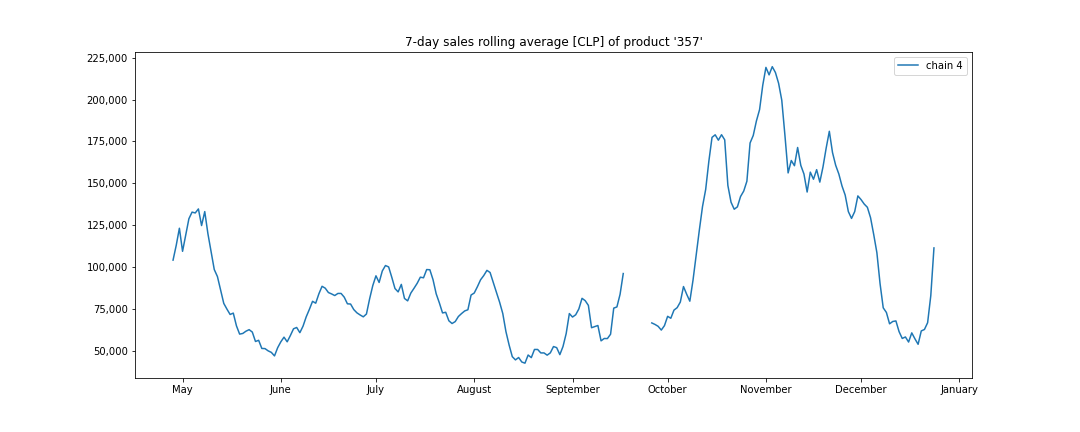 7-day sales rolling average [CLP] of product '357'
chain 4
225,000
200,000
175,000
150,000
125,000
100,000
75,000
50,000
May June July August September October November December January